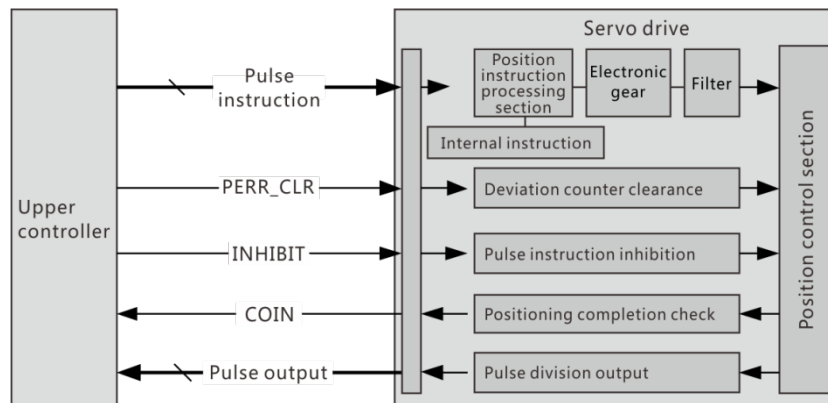 Servo drive
Upper
controller
Pulse
instruction
Position
instruction
processing
section
Electronic
gear
Filter
Internal instruction
PERR_CLR
Deviation counter clearance
INHIBIT
Pulse instruction inhibition
COIN
Positioning completion check
Pulse output
Pulse division output
Position control section